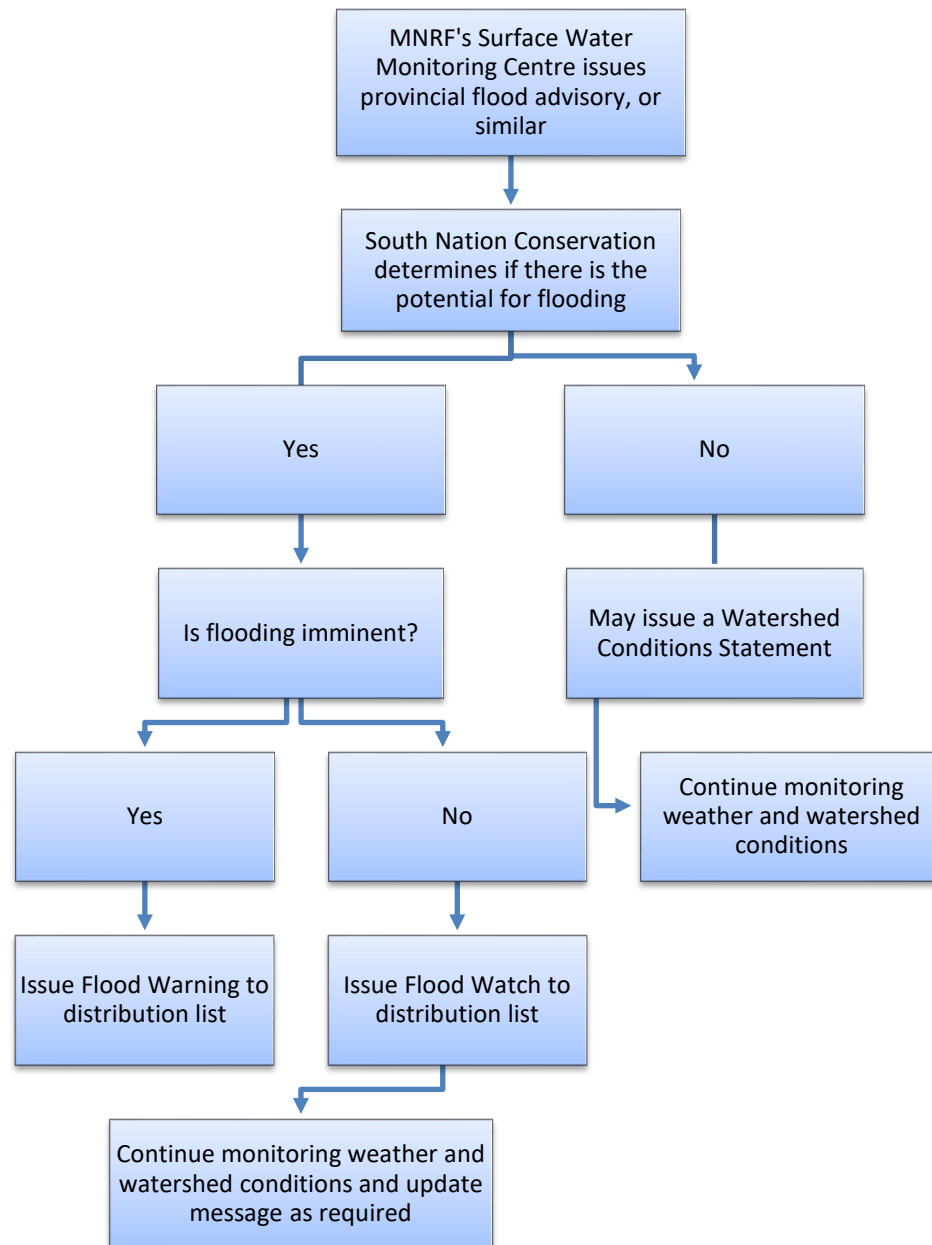 MNRF's Surface Water
Monitoring Centre issues
provincial flood advisory, or
similar
South Nation Conservation
determines if there is the
potential for flooding
Yes
No
Is flooding imminent?
May issue a Watershed
Conditions Statement
Yes
No
Continue monitoring
weather and watershed
conditions
Issue Flood Warning to
distribution list
Issue Flood Watch to
distribution list
Continue monitoring weather and
watershed conditions and update
message as required